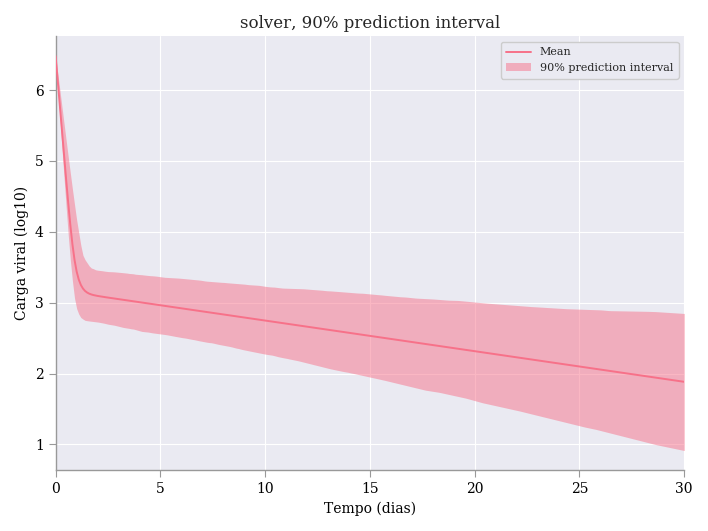 solver, 90% prediction interval
Mean
90% prediction interval
Carga viral (log10)
6
5
4
3
2
1
0 5 10 15 20 25 30
Tempo (dias)